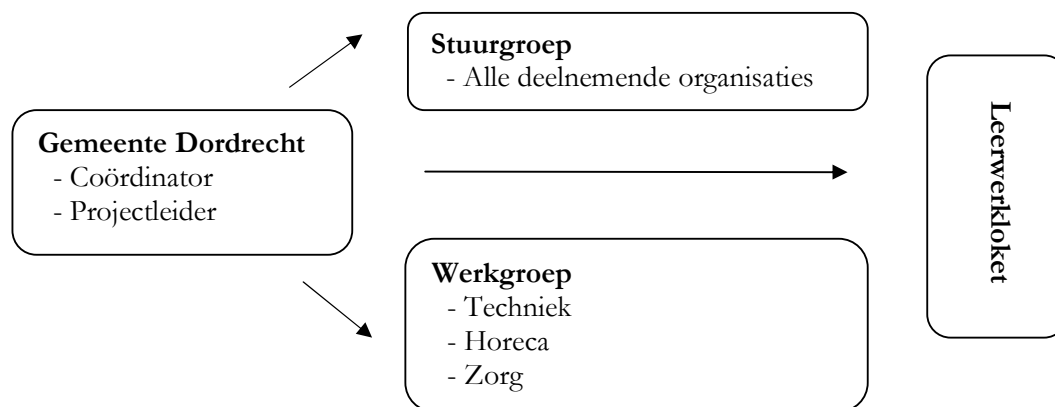 Stuurgroep
- Alle deelnemende organisaties
Gemeente Dordrecht
- Coördinator
- Projectleider
Werkgroep
- Techniek
- Horeca
- Zorg
Leerwerkloket